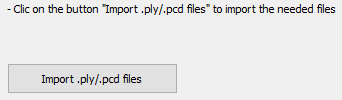 - Clic on the button "Import .ply/.pcd files" to import the needed files
Import .ply/.pcd files